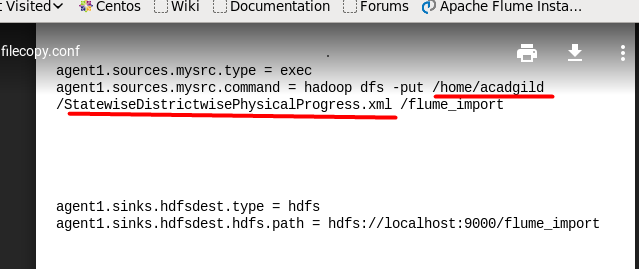 t Visited Centos Wiki Documentation Forums Apache Flume Insta...
filecopy.conf
agent1.sources.mysrc.type = exec
agent1.sources.mysrc.command = hadoop dfs -put /home/acadgild
/StatewiseDistrictwisePhysicalProgress.xml /flume_import
agent1.sinks.hdfsdest.type = hdfs
agent1.sinks.hdfsdest.hdfs.path = hdfs://localhost:9000/flume_import